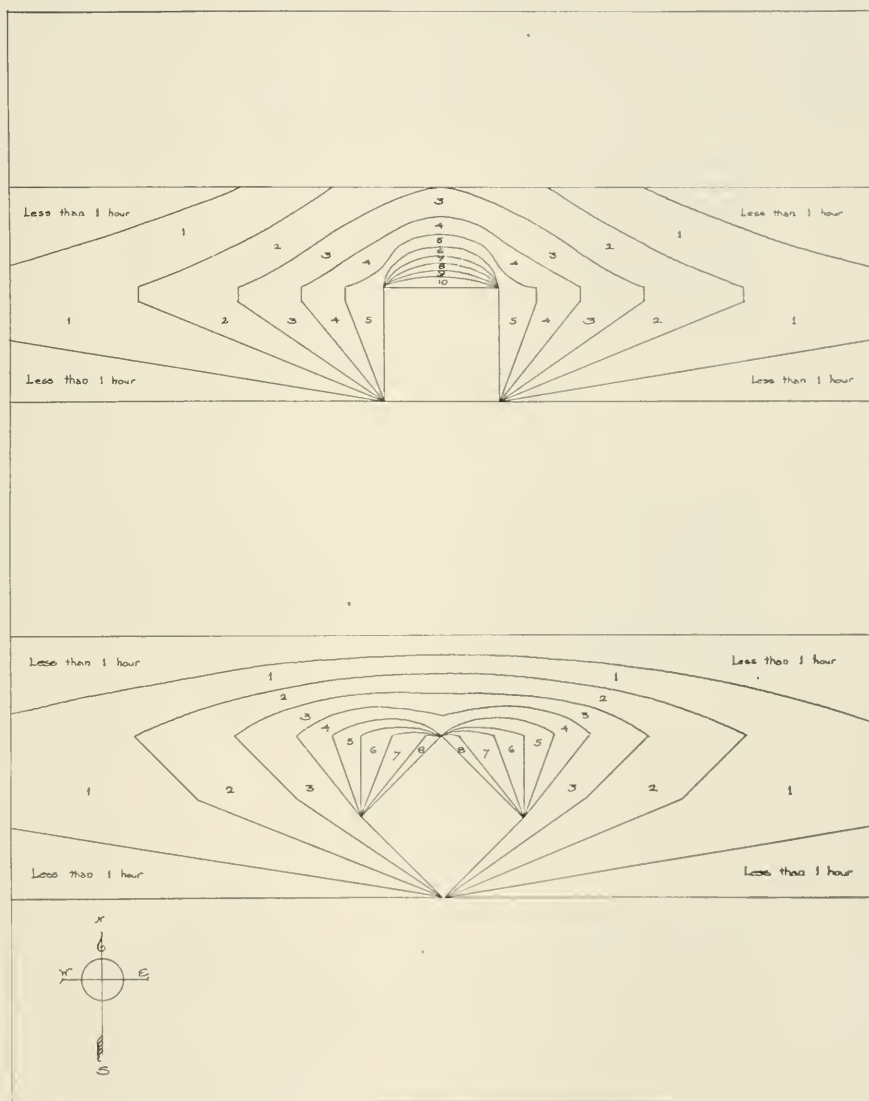 3
Less than 1 hour Less than 1 hour
4
1 1
5
2 2
6
3 3
7
4 4
8
9
10
1 2 3 4 5 5 4 3 2 1
Less than 1 hour Less than 1 hour
Less than 1 hour Less than 1 hour
1 1
2 2
3 3
4 4
5 6 7 8 8 7 6 5
1 2 3 3 2 1
Less than 1 hour Less than 1 hour
N
W E
S